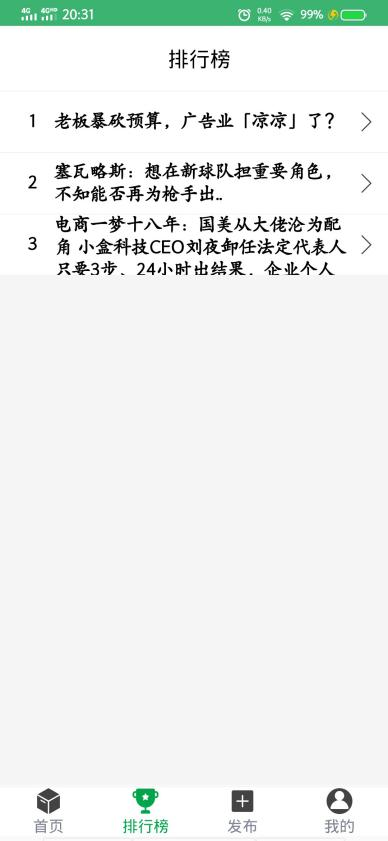 4G 4G HD 20:31 0.40 KB/s 99%
排行榜
1 老板暴砍预算，广告业「凉凉」了？
2 塞瓦略斯：想在新球队担重要角色，
不知能否再为枪手出..
3 电商一梦十八年：国美从大佬沦为配
角 小盒科技CEO刘夜卸任法定代表人
只要3步，24小时出结果，企业个人
首页 排行榜 发布 我的